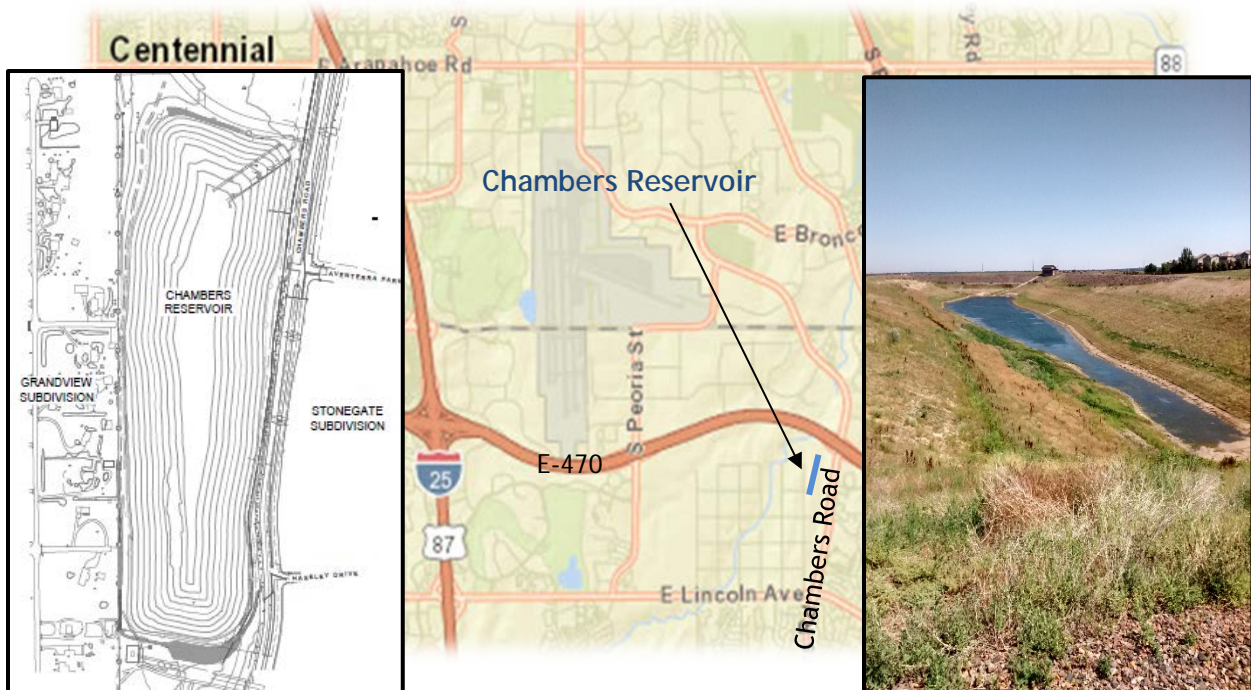 Centennial
E Arapahoe Rd
88
CHAMBERS
RESERVOIR
CHAMBERS ROAD
GRANDVIEW
SUBDIVISION
STONEGATE
SUBDIVISION
Chambers Reservoir
E Bronco
S Peoria St
E-470
25
87
E Lincoln Ave
Chambers Road